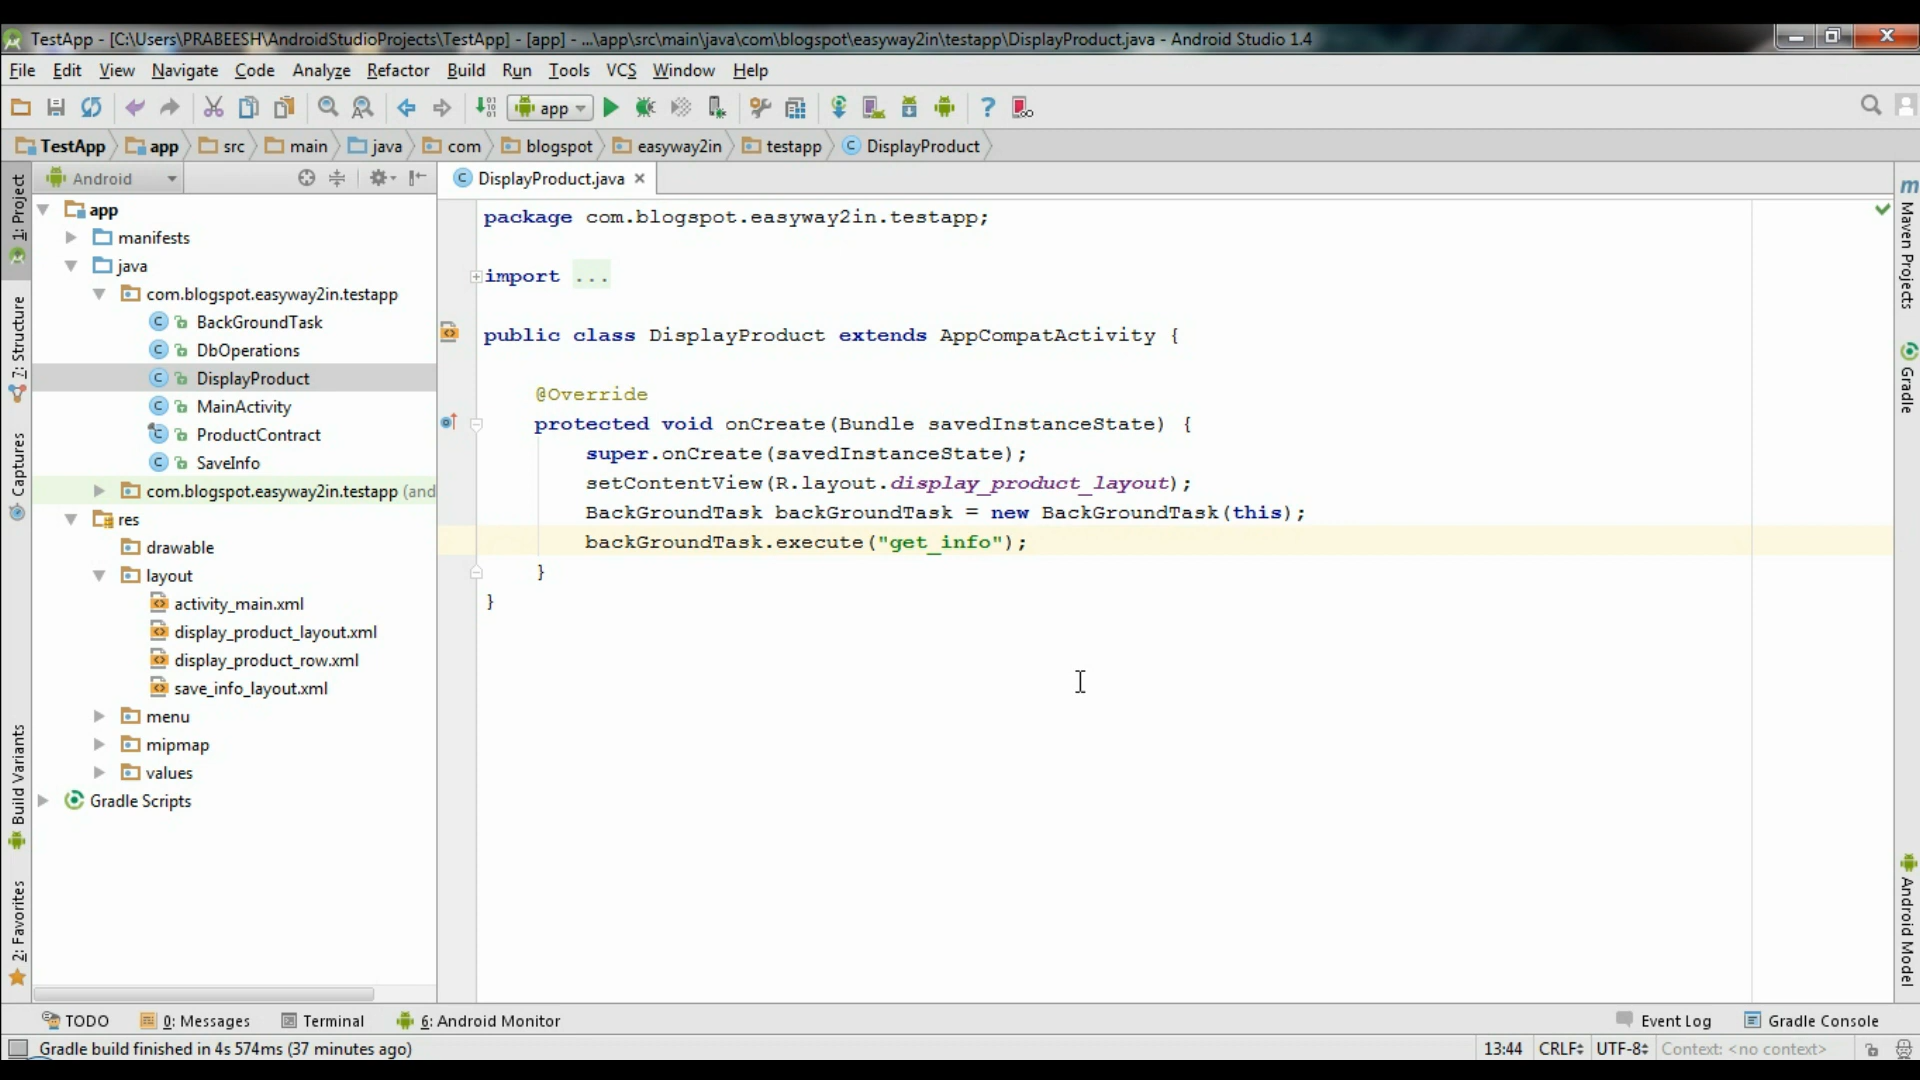 TestApp - [C:\Users\PRABEESH\AndroidStudioProjects\TestApp] - [app] - ...\app\src\main\java\com\blogspot\easyway2in\testapp\DisplayProduct.java - Android Studio 1.4
File Edit View Navigate Code Analyze Refactor Build Run Tools VCS Window Help
app
TestApp app src main java com blogspot easyway2in testapp DisplayProduct
Android
DisplayProduct.java
1: Project
7: Structure
Captures
Build Variants
2: Favorites
app
manifests
java
com.blogspot.easyway2in.testapp
BackGroundTask
DbOperations
DisplayProduct
MainActivity
ProductContract
SaveInfo
com.blogspot.easyway2in.testapp (and
res
drawable
layout
activity_main.xml
display_product_layout.xml
display_product_row.xml
save_info_layout.xml
menu
mipmap
values
Gradle Scripts
package com.blogspot.easyway2in.testapp;
import ...
public class DisplayProduct extends AppCompatActivity {
@Override
protected void onCreate(Bundle savedInstanceState) {
super.onCreate(savedInstanceState);
setContentView(R.layout.display_product_layout);
BackGroundTask backGroundTask = new BackGroundTask(this);
backGroundTask.execute("get_info");
}
}
Maven Projects
Gradle
Android Model
TODO 0: Messages Terminal 6: Android Monitor Event Log Gradle Console
Gradle build finished in 4s 574ms (37 minutes ago) 13:44 CRLF UTF-8 Context: <no context>